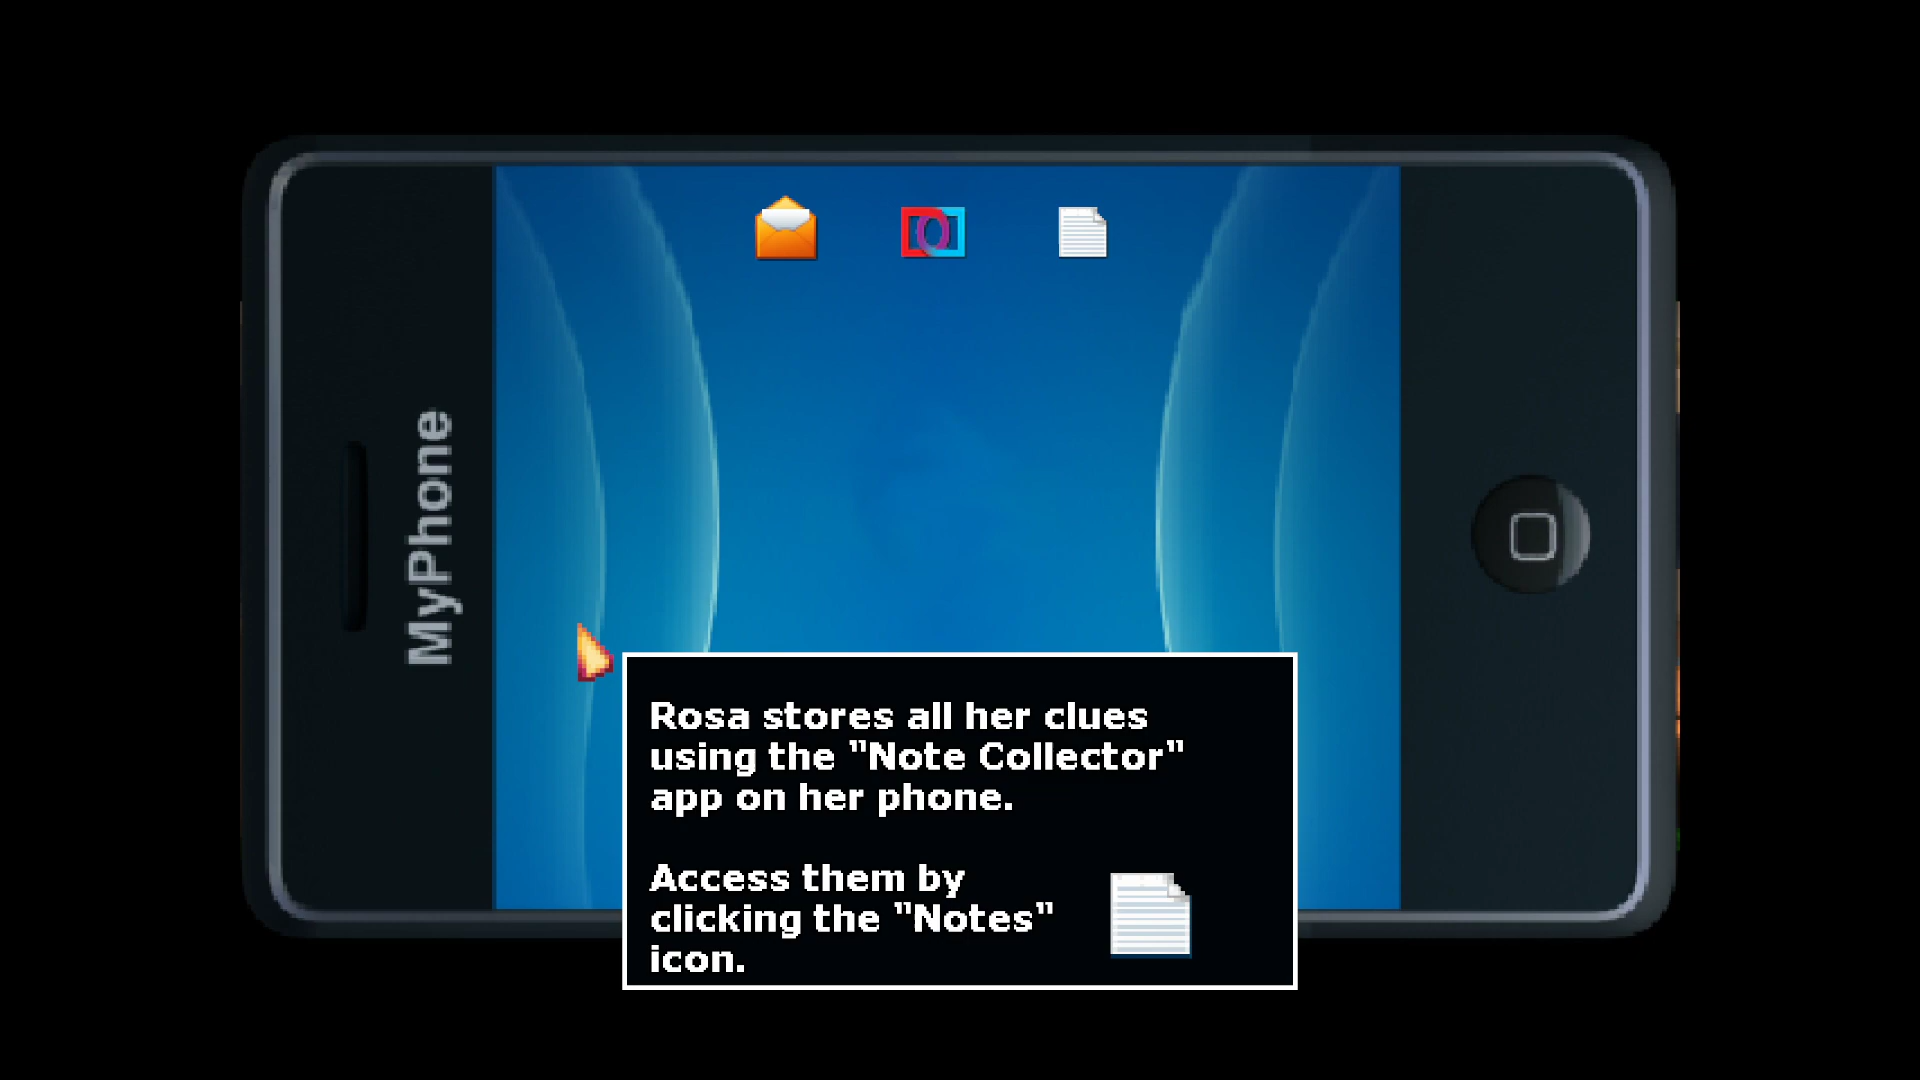 MyPhone
Rosa stores all her clues
using the "Note Collector"
app on her phone.
Access them by
clicking the "Notes"
icon.